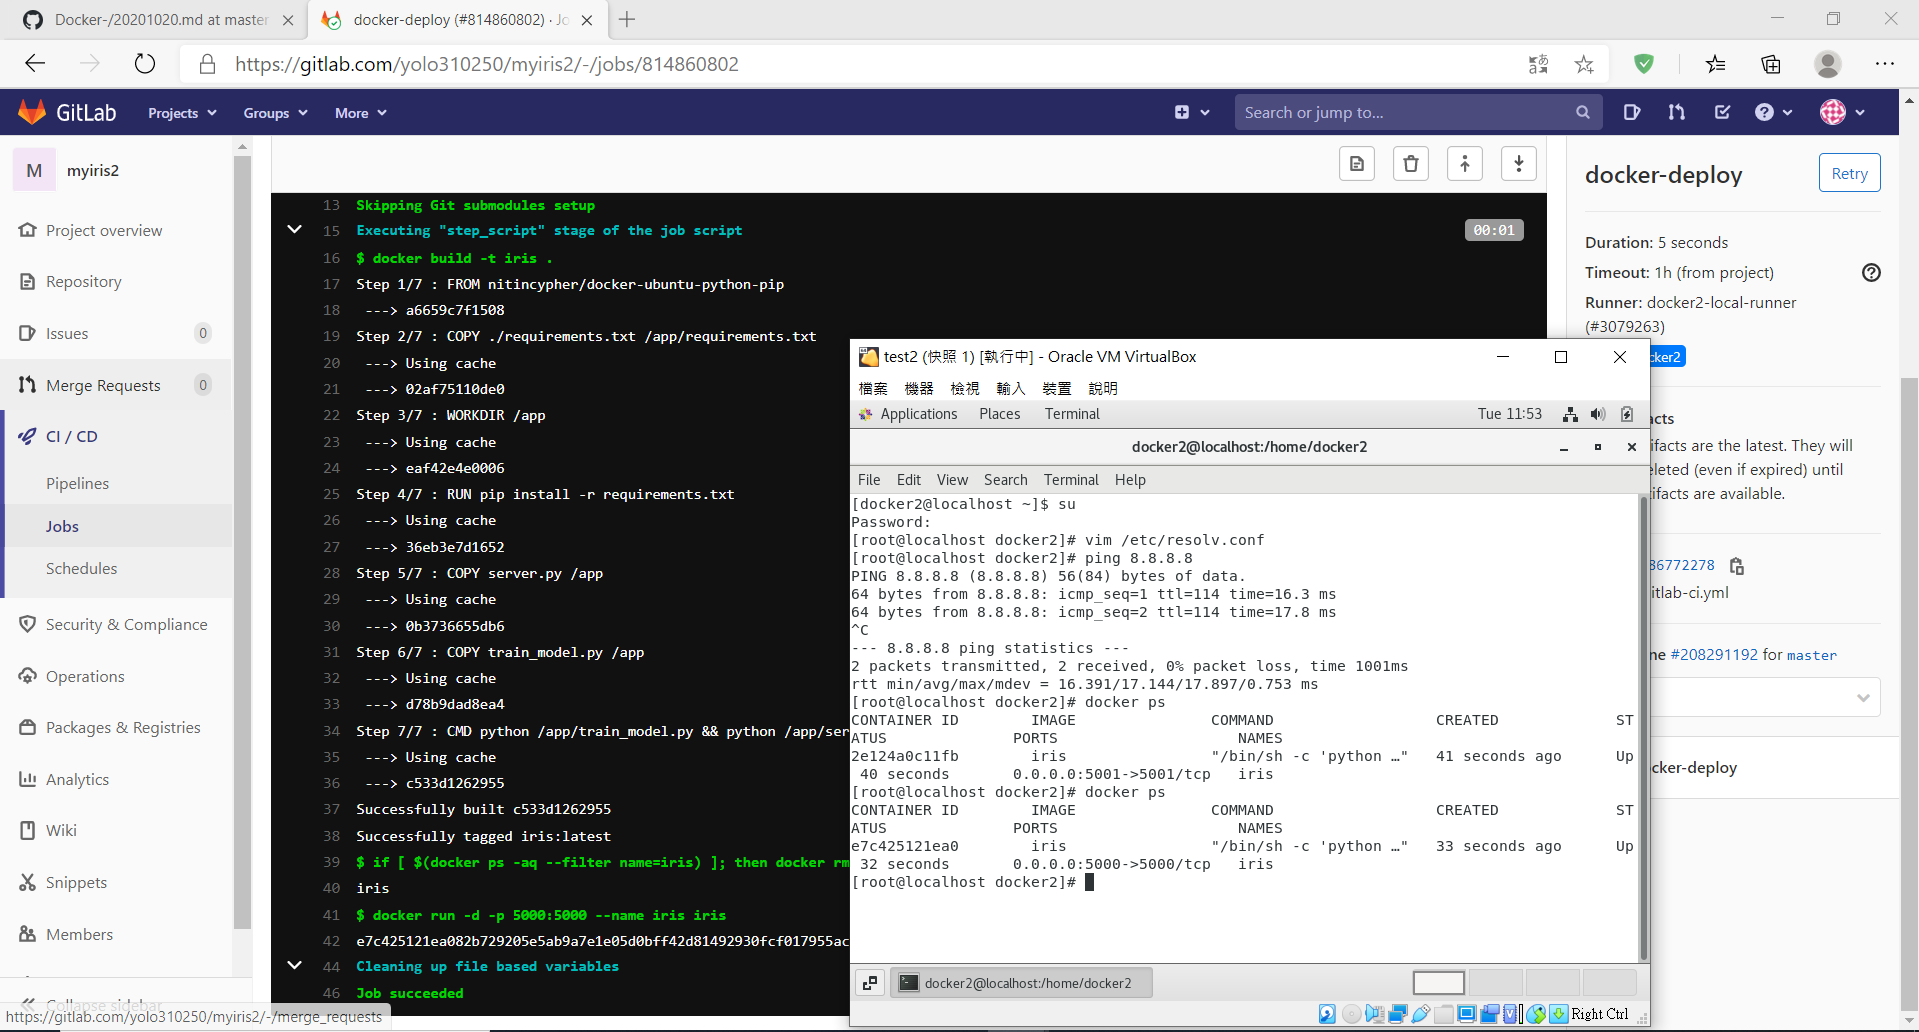 Docker-/20201020.md at master
docker-deploy (#814860802) · Jo
https://gitlab.com/yolo310250/myiris2/-/jobs/814860802
GitLab
Projects
Groups
More
Search or jump to...
M
myiris2
Project overview
Repository
Issues
0
Merge Requests
0
CI / CD
Pipelines
Jobs
Schedules
Security & Compliance
Operations
Packages & Registries
Analytics
Wiki
Snippets
Members
Collapse sidebar
https://gitlab.com/yolo310250/myiris2/-/merge_requests
13 Skipping Git submodules setup
15 Executing "step_script" stage of the job script
00:01
16 $ docker build -t iris .
17 Step 1/7 : FROM nitincypher/docker-ubuntu-python-pip
18 ---> a6659c7f1508
19 Step 2/7 : COPY ./requirements.txt /app/requirements.txt
20 ---> Using cache
21 ---> 02af75110de0
22 Step 3/7 : WORKDIR /app
23 ---> Using cache
24 ---> eaf42e4e0006
25 Step 4/7 : RUN pip install -r requirements.txt
26 ---> Using cache
27 ---> 36eb3e7d1652
28 Step 5/7 : COPY server.py /app
29 ---> Using cache
30 ---> 0b3736655db6
31 Step 6/7 : COPY train_model.py /app
32 ---> Using cache
33 ---> d78b9dad8ea4
34 Step 7/7 : CMD python /app/train_model.py && python /app/ser
35 ---> Using cache
36 ---> c533d1262955
37 Successfully built c533d1262955
38 Successfully tagged iris:latest
39 $ if [ $(docker ps -aq --filter name=iris) ]; then docker rm
40 iris
41 $ docker run -d -p 5000:5000 --name iris iris
42 e7c425121ea082b729205e5ab9a7e1e05d0bff42d81492930fcf017955ac
44 Cleaning up file based variables
46 Job succeeded
docker-deploy
Retry
Duration: 5 seconds
Timeout: 1h (from project)
Runner: docker2-local-runner
(#3079263)
cker2
acts
ifacts are the latest. They will
eleted (even if expired) until
ifacts are available.
86772278
itlab-ci.yml
ne #208291192 for master
cker-deploy
test2 (快照 1) [執行中] - Oracle VM VirtualBox
檔案 機器 檢視 輸入 裝置 說明
Applications Places Terminal
Tue 11:53
docker2@localhost:/home/docker2
File Edit View Search Terminal Help
[docker2@localhost ~]$ su
Password:
[root@localhost docker2]# vim /etc/resolv.conf
[root@localhost docker2]# ping 8.8.8.8
PING 8.8.8.8 (8.8.8.8) 56(84) bytes of data.
64 bytes from 8.8.8.8: icmp_seq=1 ttl=114 time=16.3 ms
64 bytes from 8.8.8.8: icmp_seq=2 ttl=114 time=17.8 ms
^C
--- 8.8.8.8 ping statistics ---
2 packets transmitted, 2 received, 0% packet loss, time 1001ms
rtt min/avg/max/mdev = 16.391/17.144/17.897/0.753 ms
[root@localhost docker2]# docker ps
CONTAINER ID IMAGE COMMAND CREATED ST
ATUS PORTS NAMES
2e124a0c11fb iris "/bin/sh -c 'python …" 41 seconds ago Up
40 seconds 0.0.0.0:5001->5001/tcp iris
[root@localhost docker2]# docker ps
CONTAINER ID IMAGE COMMAND CREATED ST
ATUS PORTS NAMES
e7c425121ea0 iris "/bin/sh -c 'python …" 33 seconds ago Up
32 seconds 0.0.0.0:5000->5000/tcp iris
[root@localhost docker2]#
docker2@localhost:/home/docker2
Right Ctrl